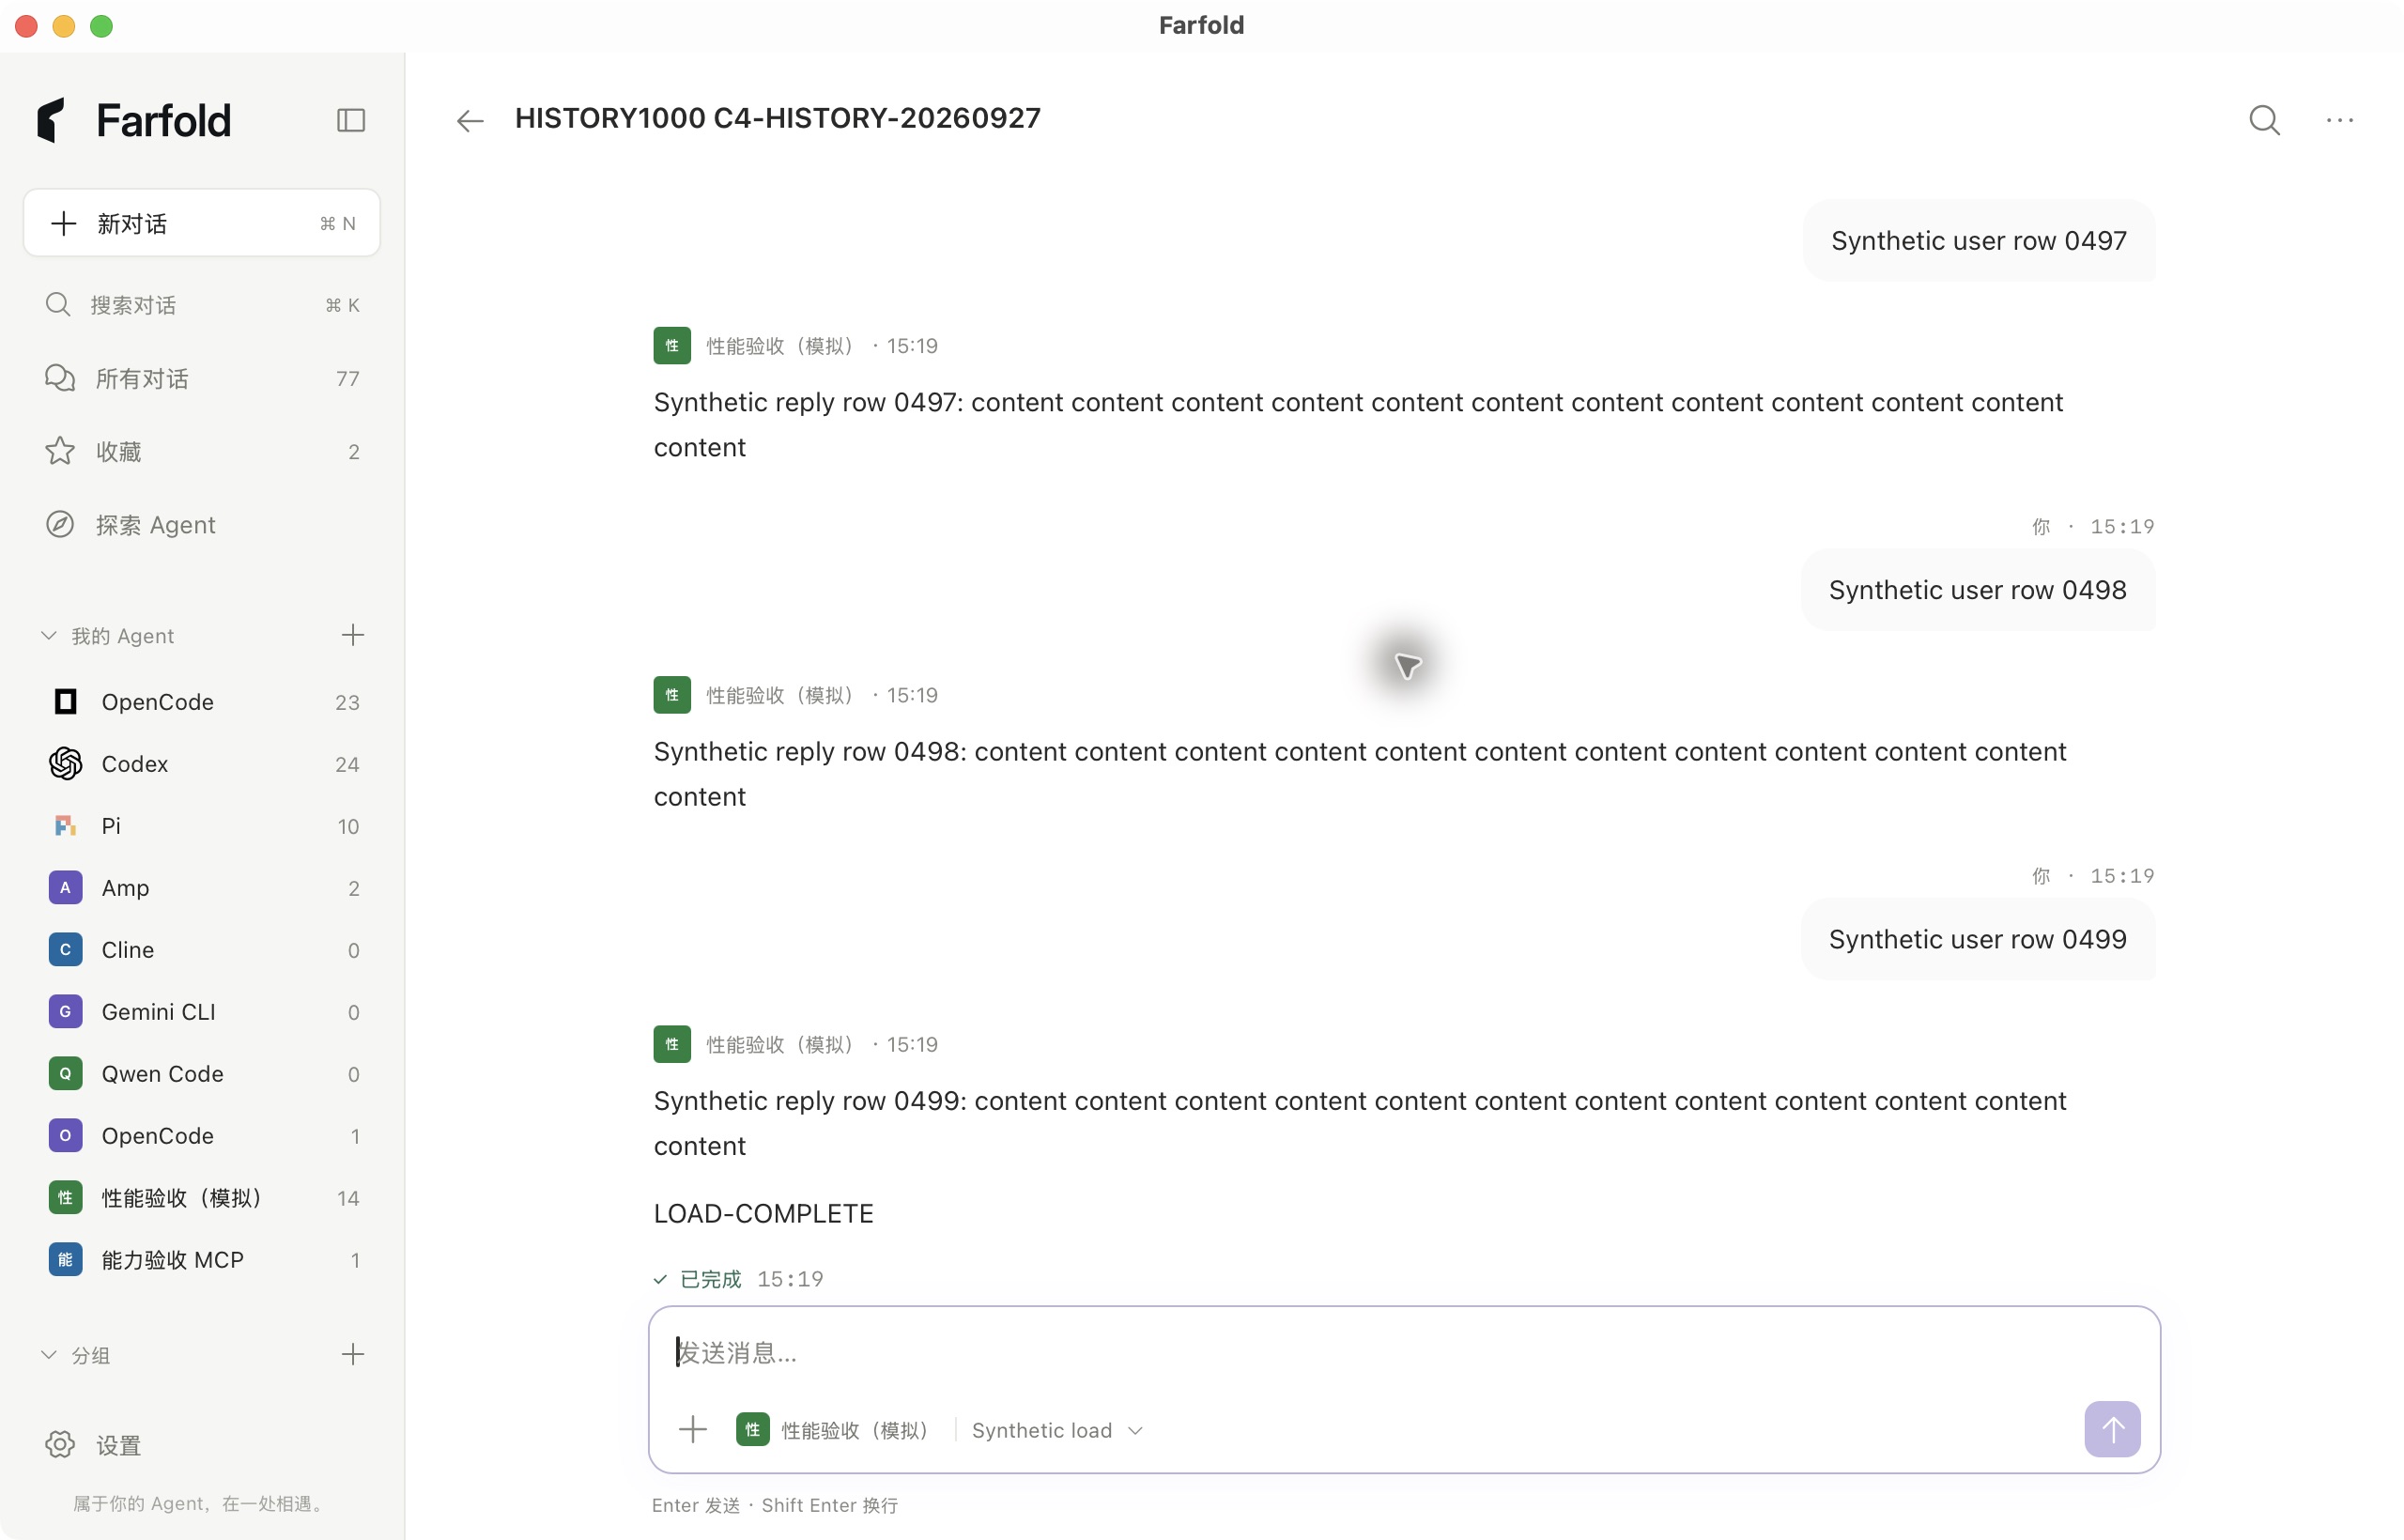 Farfold
Farfold
新对话 ⌘ N
搜索对话 ⌘ K
所有对话 77
收藏 2
探索 Agent
我的 Agent
OpenCode 23
Codex 24
Pi 10
A Amp 2
C Cline 0
G Gemini CLI 0
Q Qwen Code 0
O OpenCode 1
性 性能验收（模拟） 14
能 能力验收 MCP 1
分组
设置
属于你的 Agent，在一处相遇。
HISTORY1000 C4-HISTORY-20260927
Synthetic user row 0497
性 性能验收（模拟） · 15:19
Synthetic reply row 0497: content content content content content content content content content content content
content
你 · 15:19
Synthetic user row 0498
性 性能验收（模拟） · 15:19
Synthetic reply row 0498: content content content content content content content content content content content
content
你 · 15:19
Synthetic user row 0499
性 性能验收（模拟） · 15:19
Synthetic reply row 0499: content content content content content content content content content content content
content
LOAD-COMPLETE
已完成 15:19
发送消息...
性 性能验收（模拟） Synthetic load
Enter 发送 · Shift Enter 换行